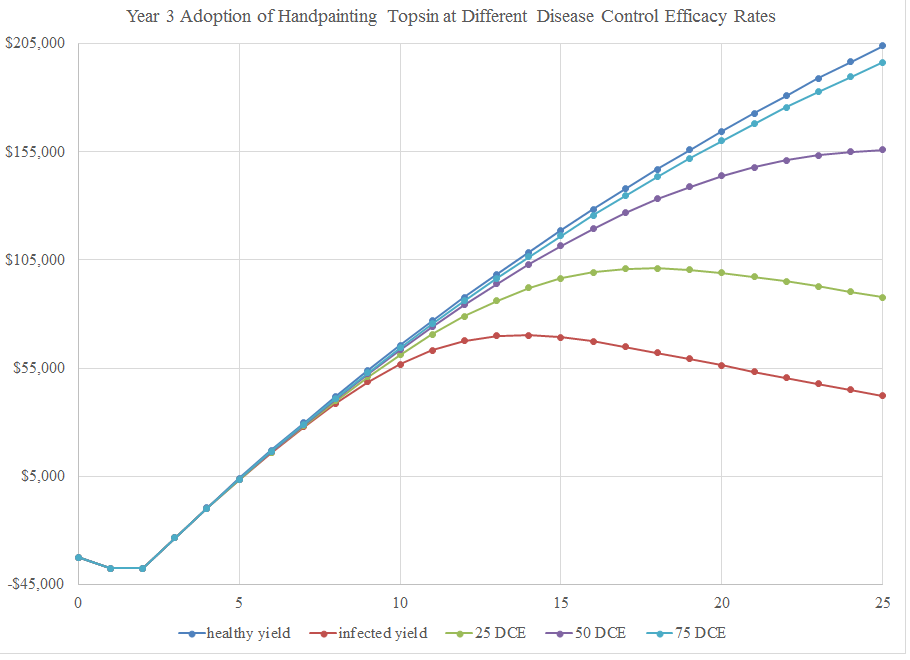 Year 3 Adoption of Handpainting Topsin at Different Disease Control Efficacy Rates
$205,000
$155,000
$105,000
$55,000
$5,000
-$45,000
0 5 10 15 20 25
healthy yield infected yield 25 DCE 50 DCE 75 DCE